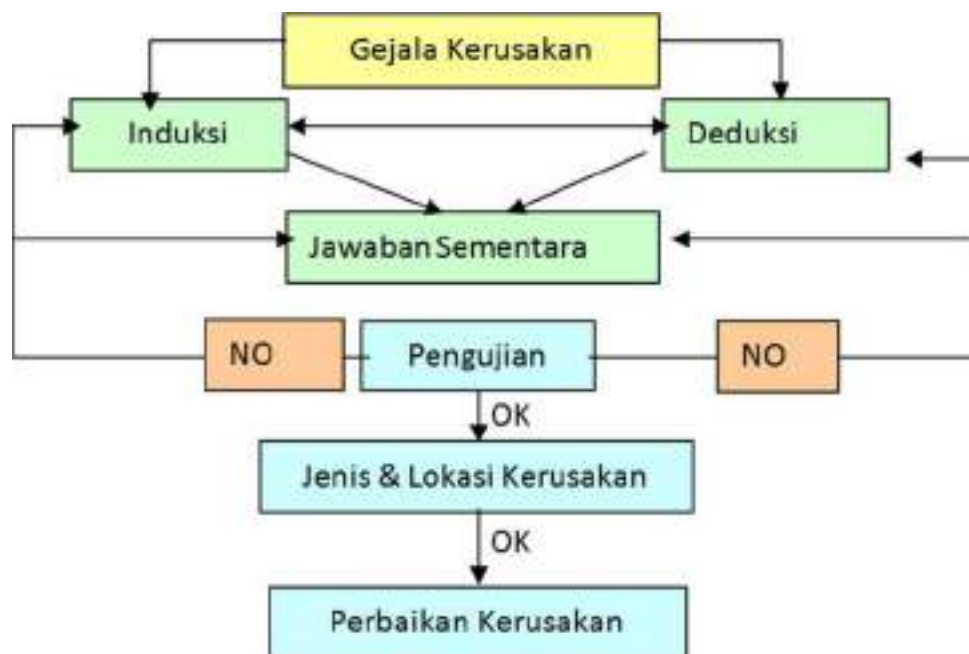 Gejala Kerusakan
Induksi
Deduksi
Jawaban Sementara
NO
Pengujian
NO
OK
Jenis & Lokasi Kerusakan
OK
Perbaikan Kerusakan